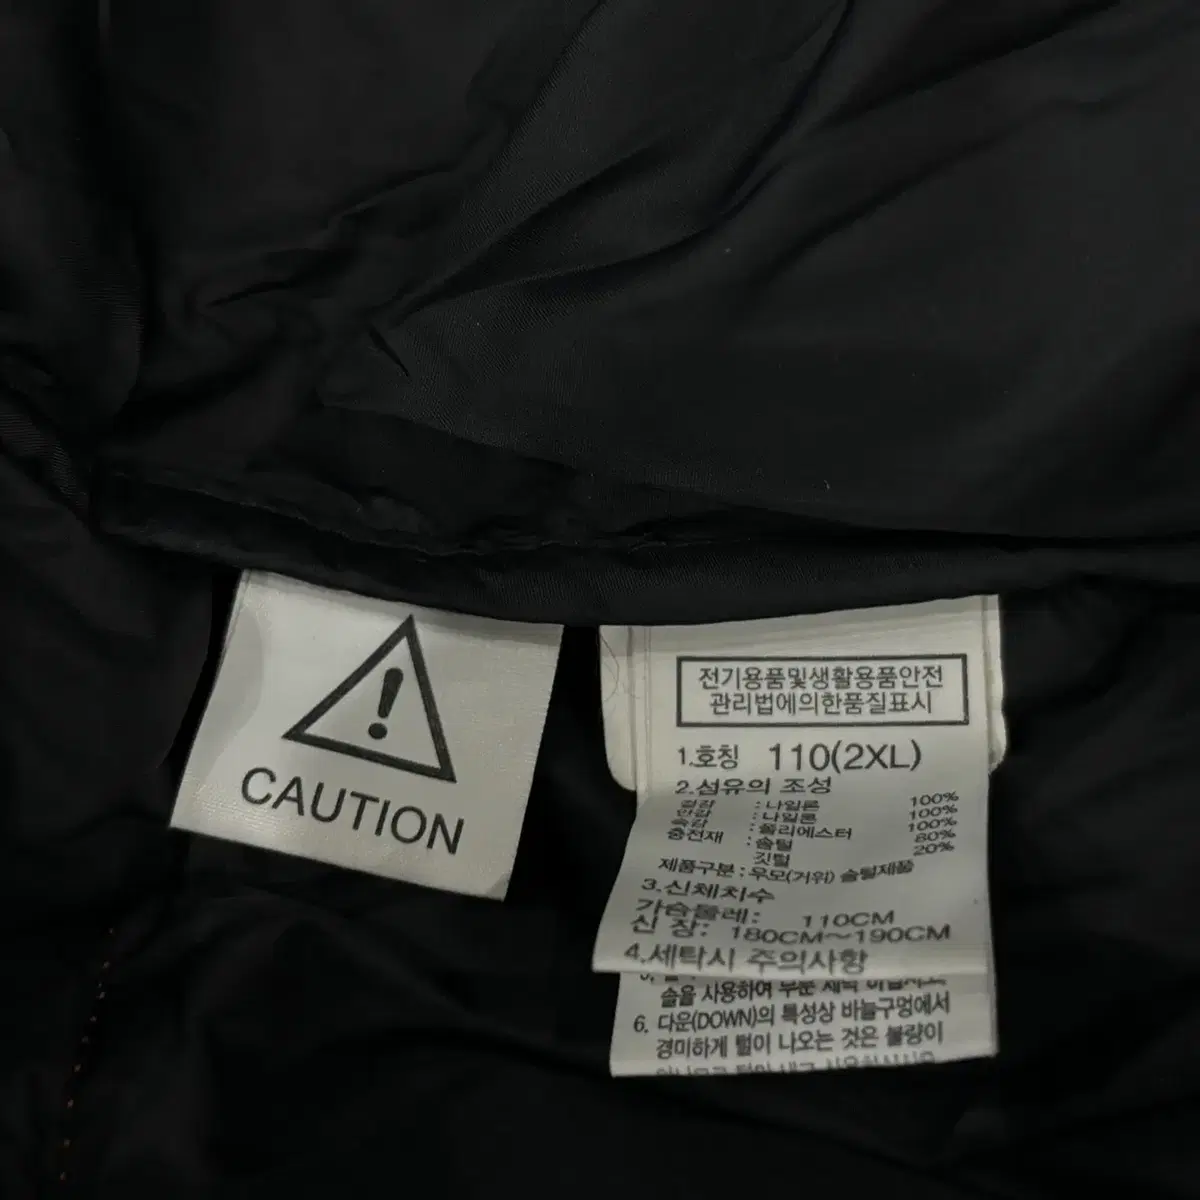 CAUTION
전기용품및생활용품안전
관리법에의한품질표시
1.호칭 110(2XL)
2.섬유의 조성
겉감 : 나일론 100%
안감 : 나일론 100%
속감 : 폴리에스터 100%
충전재 : 솜털 80%
깃털 20%
제품구분 : 우모(거위) 솜털제품
3.신체치수
가슴둘레: 110CM
신 장: 180CM~190CM
4.세탁시 주의사항
솔을 사용하여 부분 세탁
6. 다운(DOWN)의 특성상 바늘구멍에서
경미하게 털이 나오는 것은 불량이